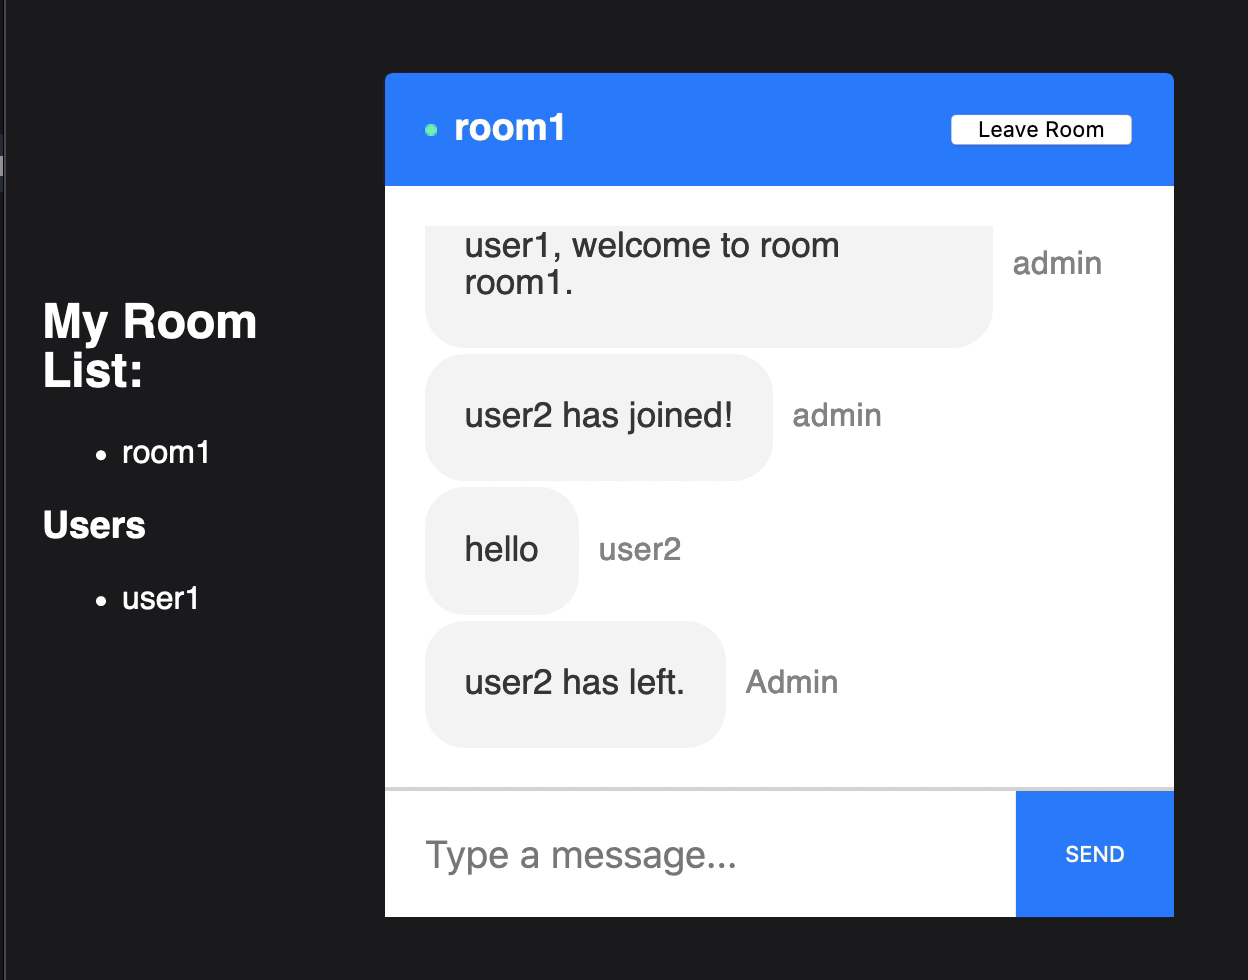 My Room
List:
room1
Users
user1
room1
Leave Room
user1, welcome to room
room1.
admin
user2 has joined!
admin
hello
user2
user2 has left.
Admin
Type a message...
SEND